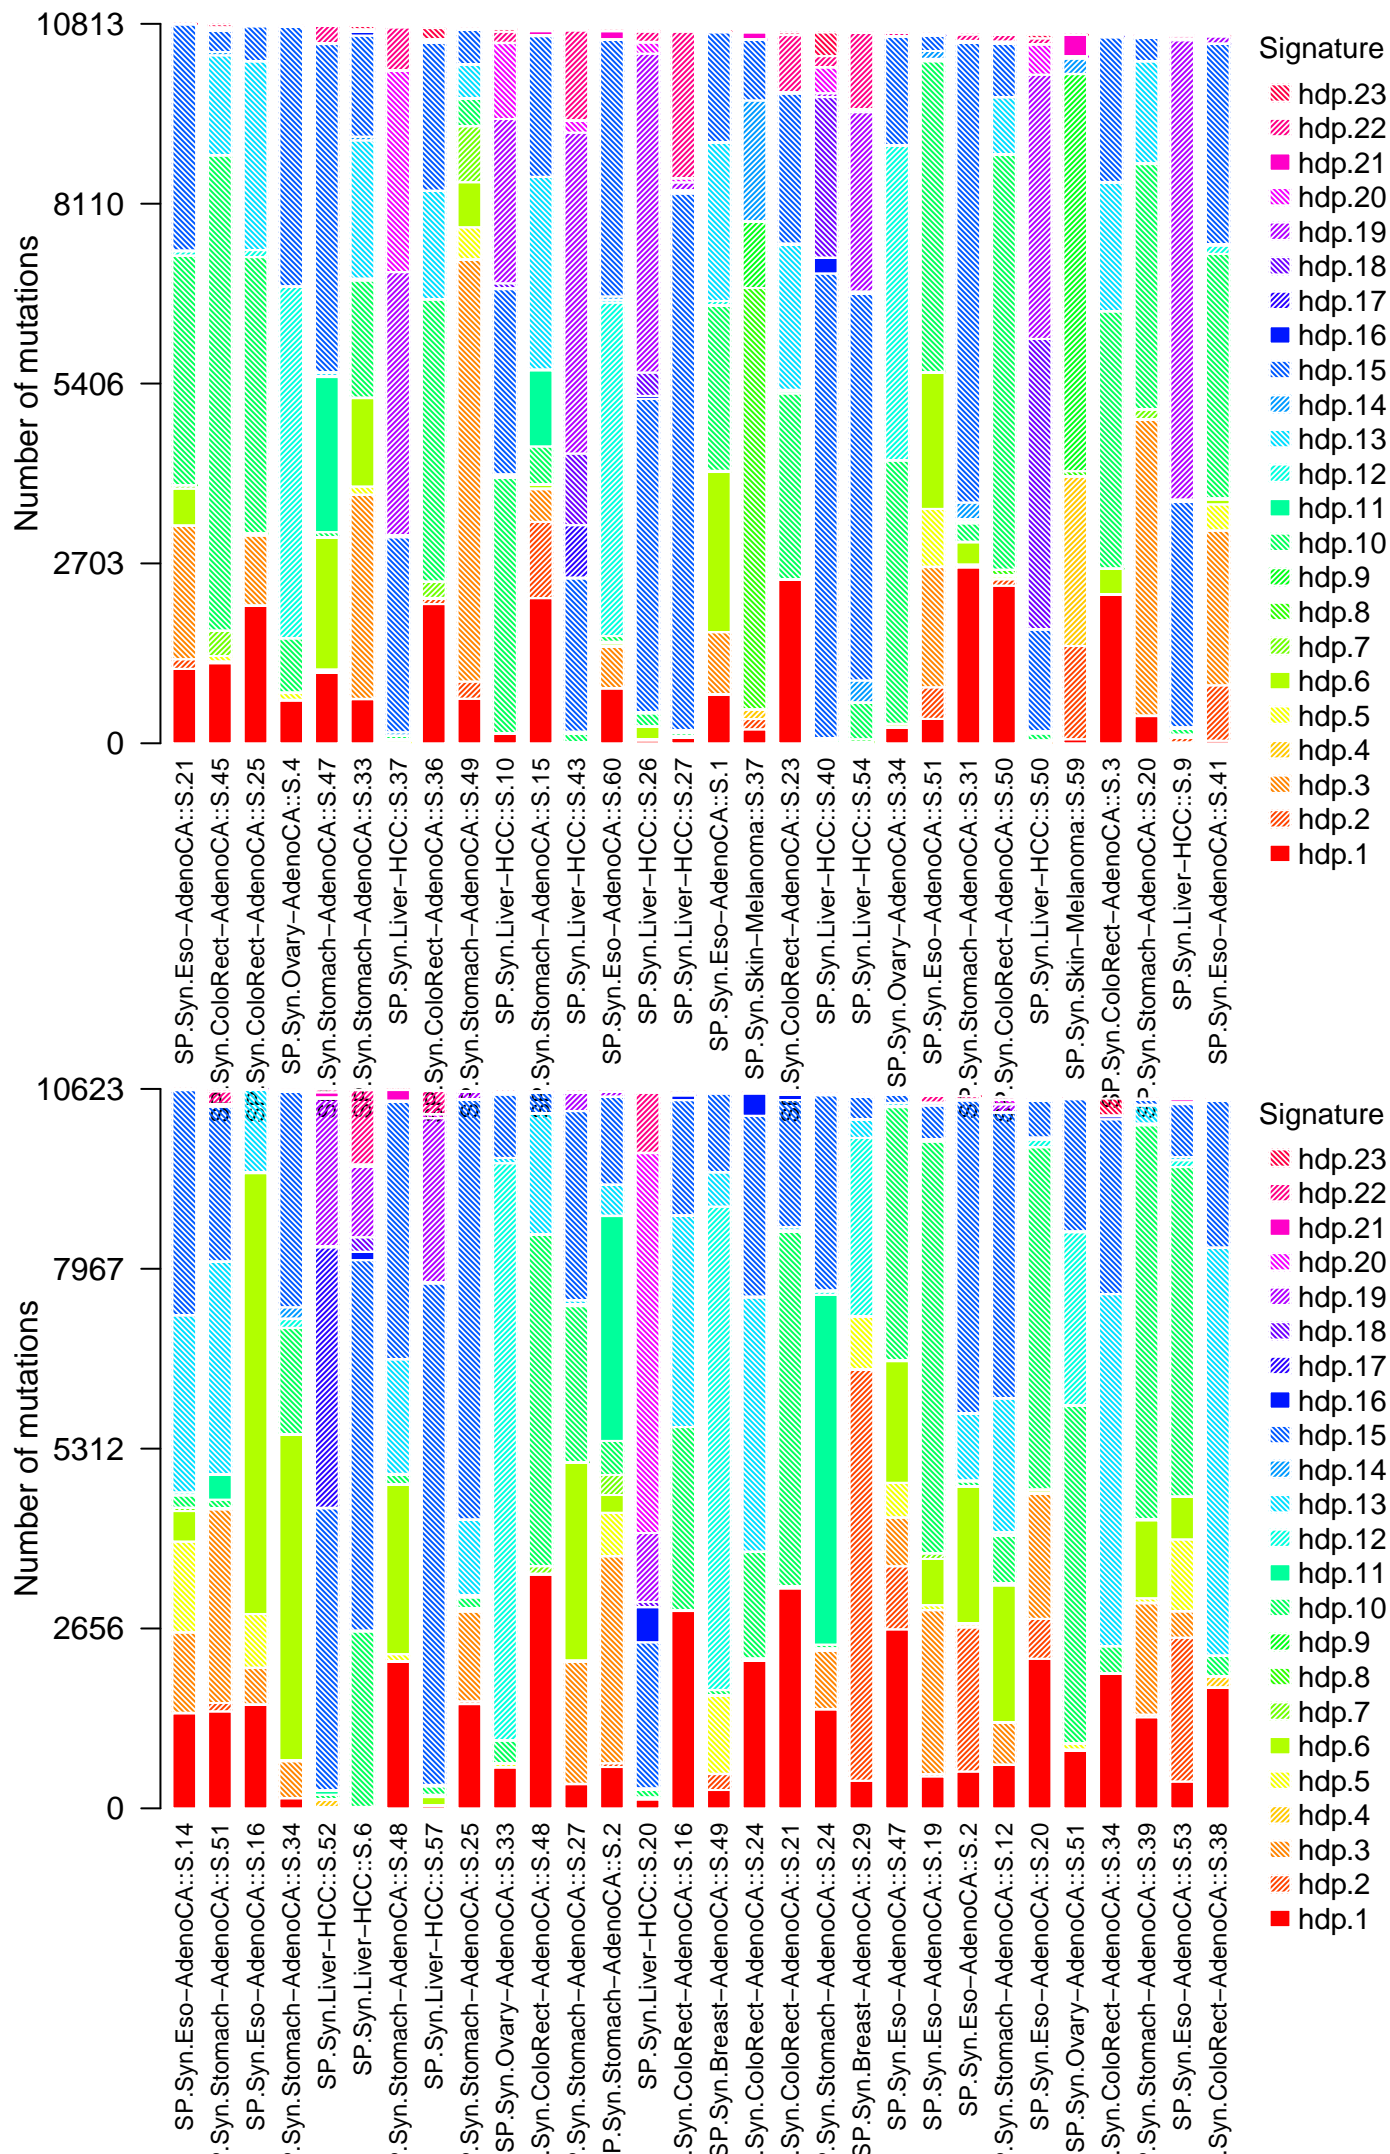 10813
8110
5406
2703
0
Number of mutations
SP.Syn.Eso−AdenoCA::S.21
SP.Syn.ColoRect−AdenoCA::S.45
SP.Syn.ColoRect−AdenoCA::S.25
SP.Syn.Ovary−AdenoCA::S.4
SP.Syn.Stomach−AdenoCA::S.47
SP.Syn.Stomach−AdenoCA::S.33
SP.Syn.Liver−HCC::S.37
SP.Syn.ColoRect−AdenoCA::S.36
SP.Syn.Stomach−AdenoCA::S.49
SP.Syn.Liver−HCC::S.10
SP.Syn.Stomach−AdenoCA::S.15
SP.Syn.Liver−HCC::S.43
SP.Syn.Eso−AdenoCA::S.60
SP.Syn.Liver−HCC::S.26
SP.Syn.Liver−HCC::S.27
SP.Syn.Eso−AdenoCA::S.1
SP.Syn.Skin−Melanoma::S.37
SP.Syn.ColoRect−AdenoCA::S.23
SP.Syn.Liver−HCC::S.40
SP.Syn.Liver−HCC::S.54
SP.Syn.Ovary−AdenoCA::S.34
SP.Syn.Eso−AdenoCA::S.51
SP.Syn.Stomach−AdenoCA::S.31
SP.Syn.ColoRect−AdenoCA::S.50
SP.Syn.Liver−HCC::S.50
SP.Syn.Skin−Melanoma::S.59
SP.Syn.ColoRect−AdenoCA::S.3
SP.Syn.Stomach−AdenoCA::S.20
SP.Syn.Liver−HCC::S.9
SP.Syn.Eso−AdenoCA::S.41
Signature
hdp.23
hdp.22
hdp.21
hdp.20
hdp.19
hdp.18
hdp.17
hdp.16
hdp.15
hdp.14
hdp.13
hdp.12
hdp.11
hdp.10
hdp.9
hdp.8
hdp.7
hdp.6
hdp.5
hdp.4
hdp.3
hdp.2
hdp.1
10623
7967
5312
2656
0
Number of mutations
SP.Syn.Eso−AdenoCA::S.14
.Syn.Stomach−AdenoCA::S.51
SP.Syn.Eso−AdenoCA::S.16
.Syn.Stomach−AdenoCA::S.34
SP.Syn.Liver−HCC::S.52
SP.Syn.Liver−HCC::S.6
.Syn.Stomach−AdenoCA::S.48
SP.Syn.Liver−HCC::S.57
.Syn.Stomach−AdenoCA::S.25
SP.Syn.Ovary−AdenoCA::S.33
.Syn.ColoRect−AdenoCA::S.48
.Syn.Stomach−AdenoCA::S.27
P.Syn.Stomach−AdenoCA::S.2
SP.Syn.Liver−HCC::S.20
.Syn.ColoRect−AdenoCA::S.16
SP.Syn.Breast−AdenoCA::S.49
.Syn.ColoRect−AdenoCA::S.24
.Syn.ColoRect−AdenoCA::S.21
.Syn.Stomach−AdenoCA::S.24
SP.Syn.Breast−AdenoCA::S.29
SP.Syn.Eso−AdenoCA::S.47
SP.Syn.Eso−AdenoCA::S.19
SP.Syn.Eso−AdenoCA::S.2
.Syn.Stomach−AdenoCA::S.12
SP.Syn.Eso−AdenoCA::S.20
SP.Syn.Ovary−AdenoCA::S.51
.Syn.ColoRect−AdenoCA::S.34
.Syn.Stomach−AdenoCA::S.39
SP.Syn.Eso−AdenoCA::S.53
.Syn.ColoRect−AdenoCA::S.38
Signature
hdp.23
hdp.22
hdp.21
hdp.20
hdp.19
hdp.18
hdp.17
hdp.16
hdp.15
hdp.14
hdp.13
hdp.12
hdp.11
hdp.10
hdp.9
hdp.8
hdp.7
hdp.6
hdp.5
hdp.4
hdp.3
hdp.2
hdp.1